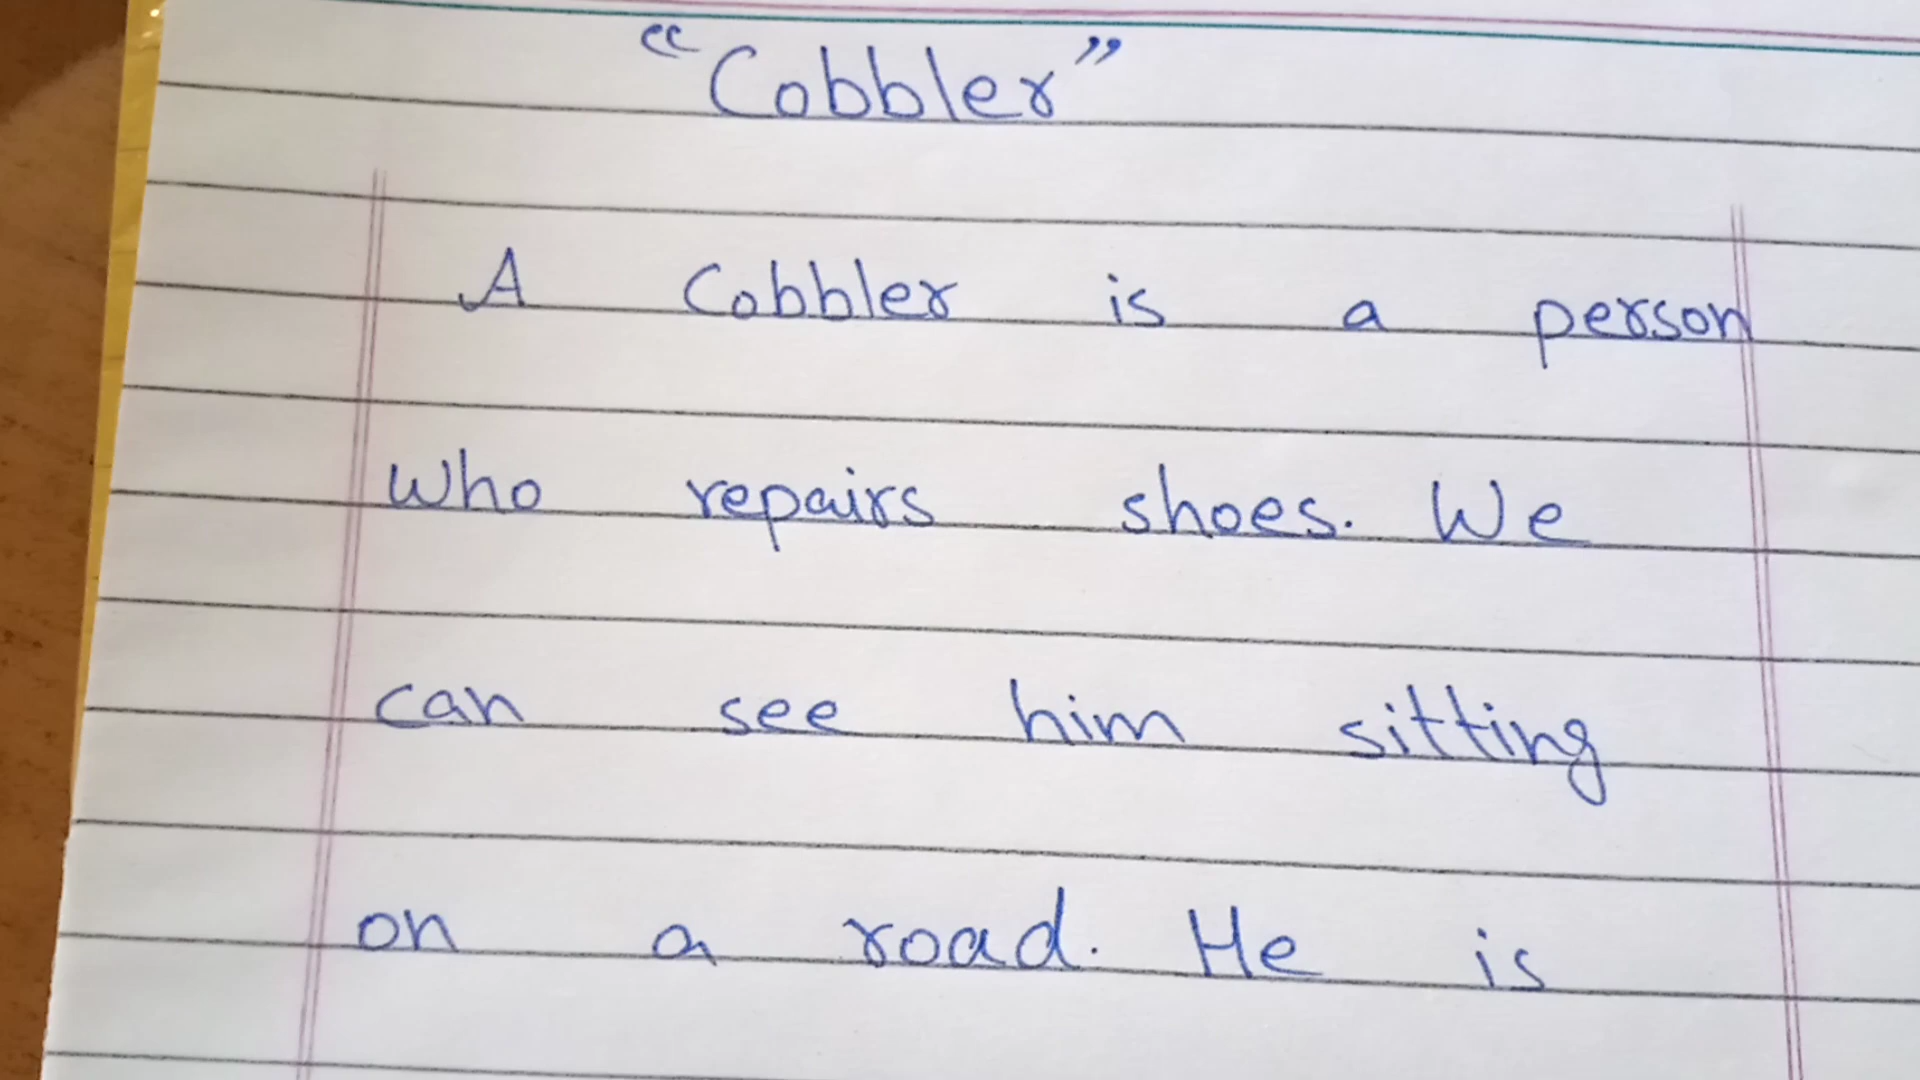 “Cobbler”
A Cobbler is a person
who repairs shoes. We
can see him sitting
on a road. He is